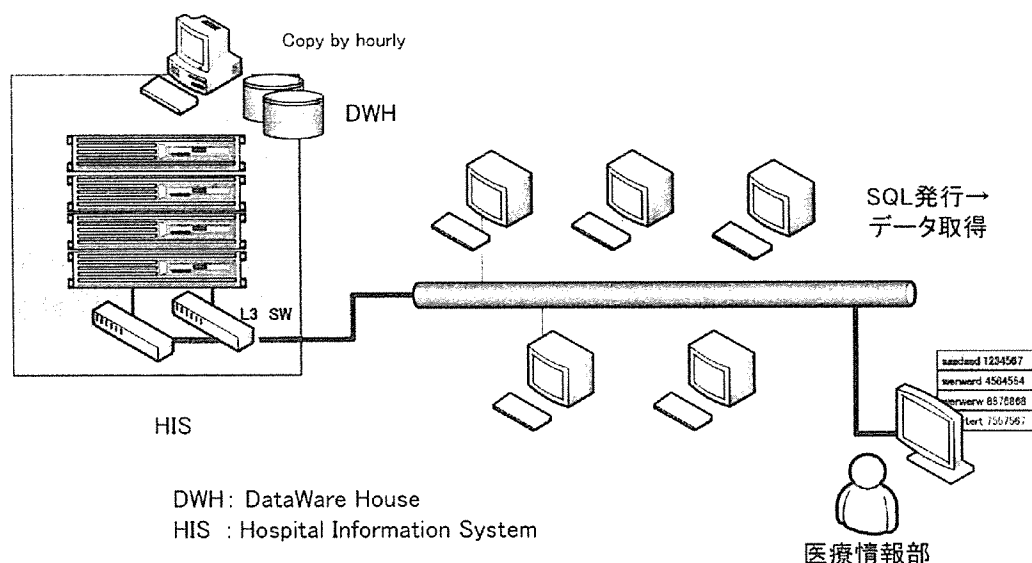 Copy by hourly
DWH
SQL発行→
データ取得
L3 SW
HIS
DWH: DataWare House
HIS : Hospital Information System
医療情報部